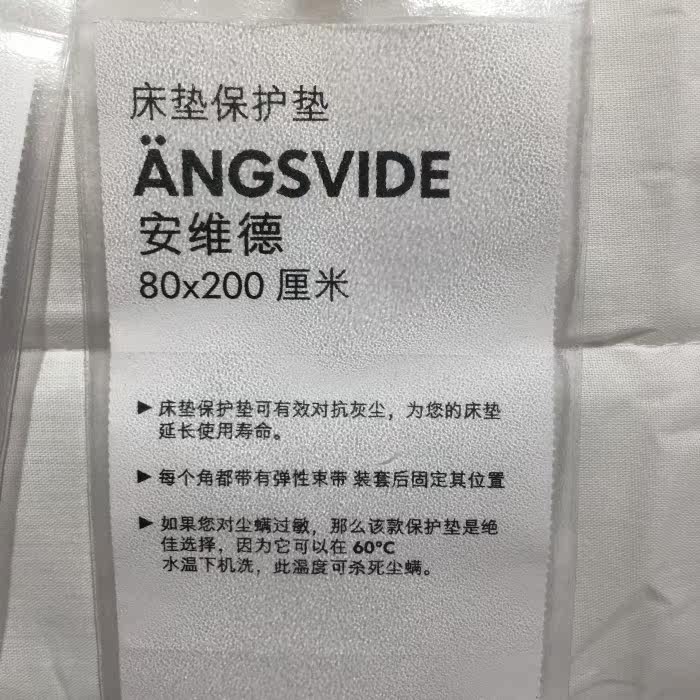 床垫保护垫
ÄNGSVIDE
安维德
80x200 厘米
▶ 床垫保护垫可有效对抗灰尘，为您的床垫
延长使用寿命。
▶ 每个角都带有弹性束带 装套后固定其位置
▶ 如果您对尘螨过敏，那么该款保护垫是绝
佳选择，因为它可以在 60°C
水温下机洗，此温度可杀死尘螨。